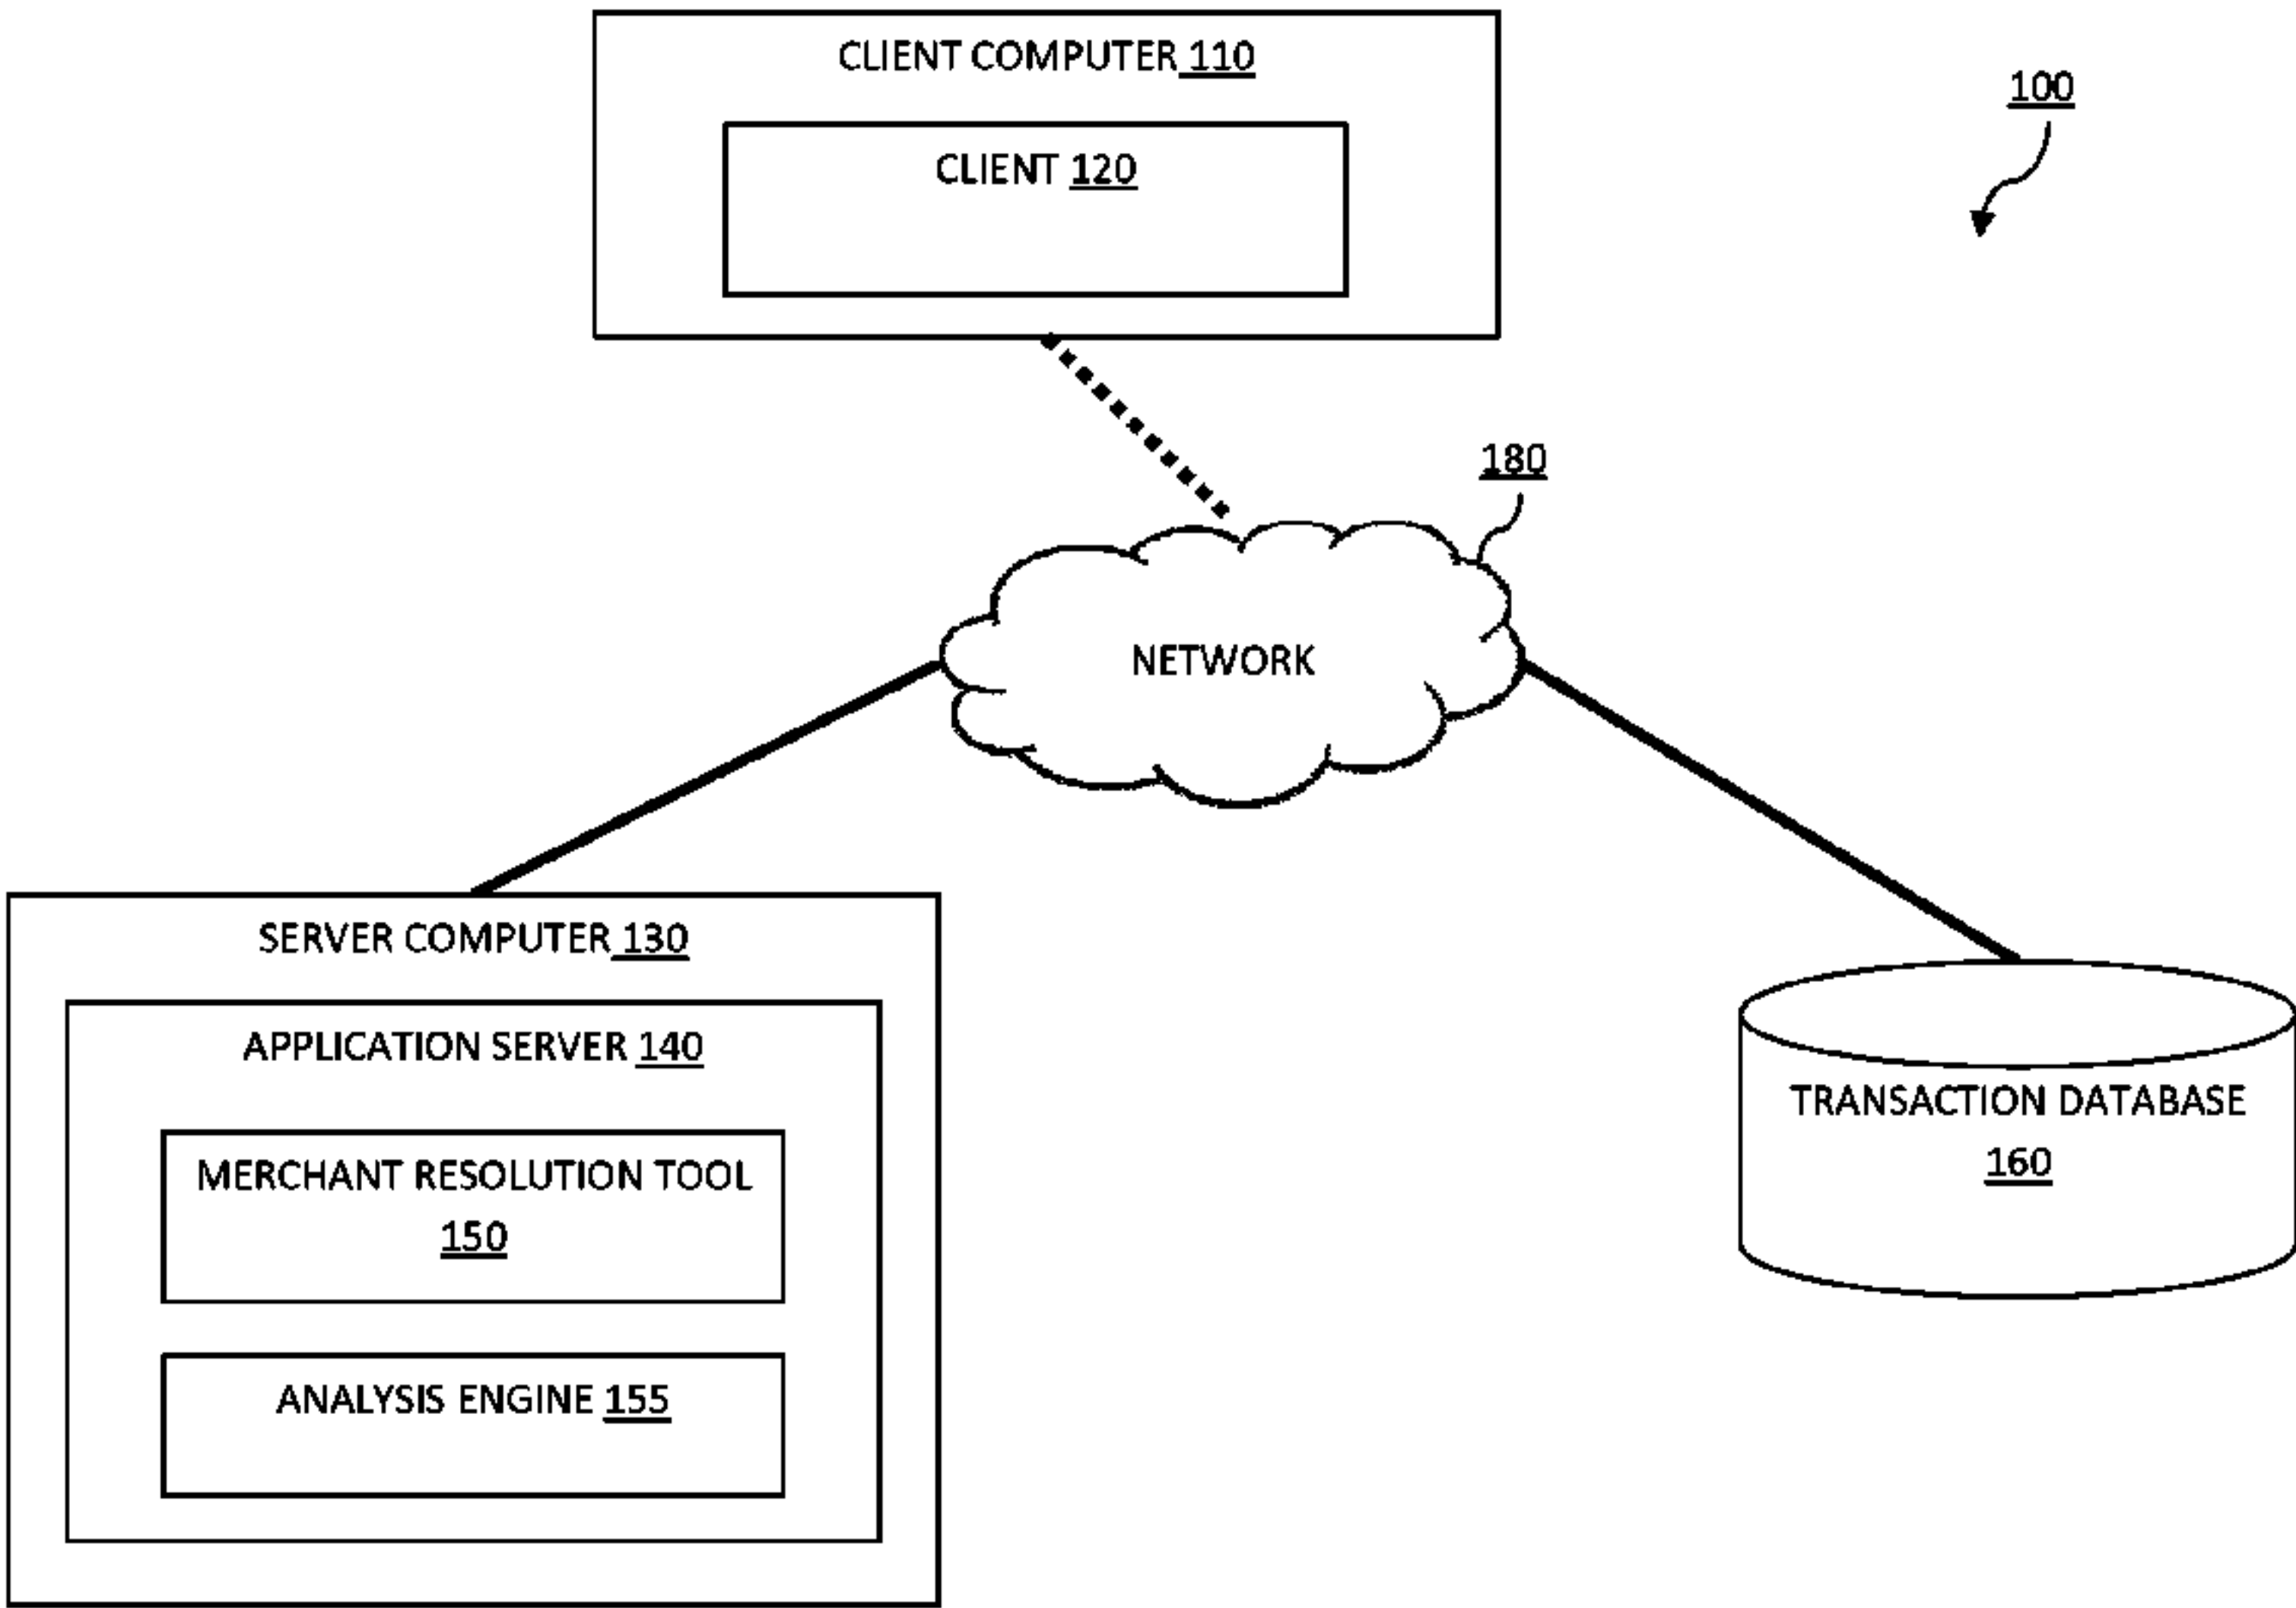 CLIENT COMPUTER 110
100
CLIENT 120
180
NETWORK
SERVER COMPUTER 130
APPLICATION SERVER 140
TRANSACTION DATABASE
160
MERCHANT RESOLUTION TOOL
150
ANALYSIS ENGINE 155